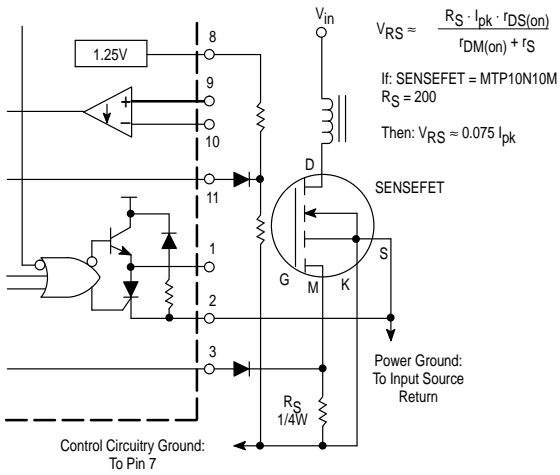 8
1.25V
9
+
−
10
11
1
2
3
V_in
D
SENSEFET
S
G
M
K
R_S
1/4W
Power Ground:
To Input Source
Return
Control Circuitry Ground:
To Pin 7
V_RS ≈ R_S · I_pk · r_DS(on)
r_DM(on) + r_S
If: SENSEFET = MTP10N10M
R_S = 200
Then: V_RS ≈ 0.075 I_pk